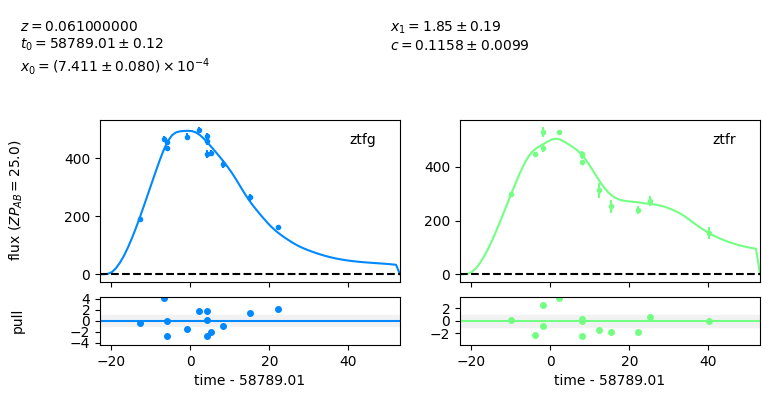 z = 0.061000000
t₀ = 58789.01 ± 0.12
x₀ = (7.411 ± 0.080) × 10⁻⁴
x₁ = 1.85 ± 0.19
c = 0.1158 ± 0.0099
flux (ZP_AB = 25.0)
400
200
0
ztfg
400
200
0
ztfr
pull
4
2
0
−2
−4
−20
0
20
40
time - 58789.01
2
0
−2
−20
0
20
40
time - 58789.01